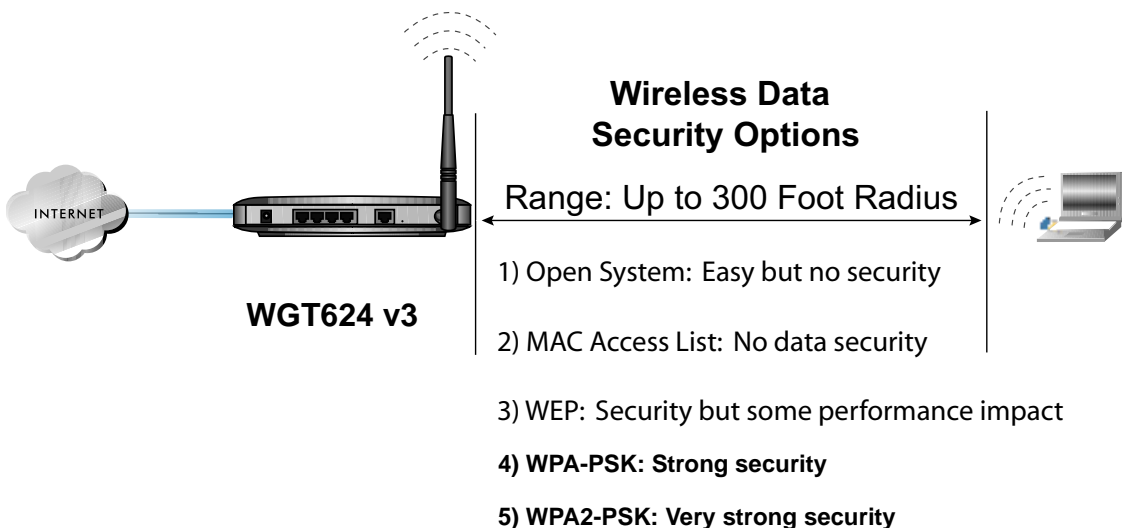 Wireless Data
Security Options
INTERNET
Range: Up to 300 Foot Radius
WGT624 v3
1) Open System: Easy but no security
2) MAC Access List: No data security
3) WEP: Security but some performance impact
4) WPA-PSK: Strong security
5) WPA2-PSK: Very strong security